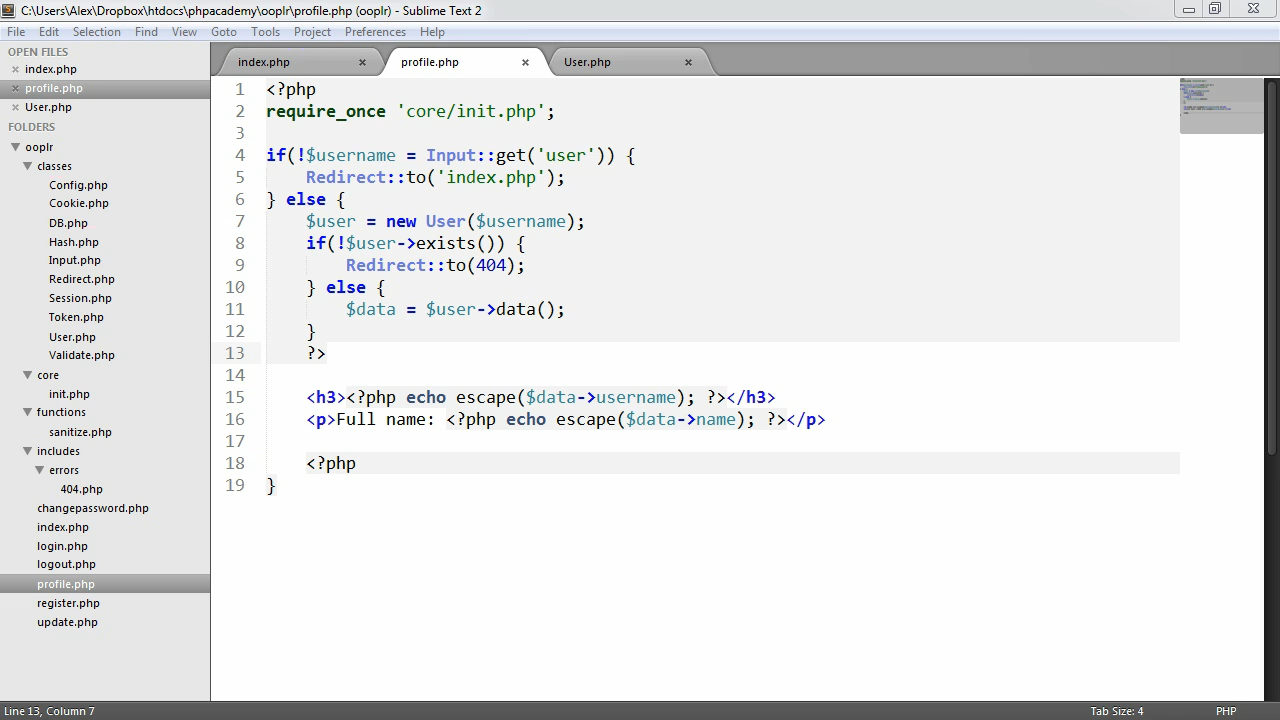 C:\Users\Alex\Dropbox\htdocs\phpacademy\ooplr\profile.php (ooplr) - Sublime Text 2
File Edit Selection Find View Goto Tools Project Preferences Help
OPEN FILES
index.php
profile.php
User.php
FOLDERS
ooplr
classes
Config.php
Cookie.php
DB.php
Hash.php
Input.php
Redirect.php
Session.php
Token.php
User.php
Validate.php
core
init.php
functions
sanitize.php
includes
errors
404.php
changepassword.php
index.php
login.php
logout.php
profile.php
register.php
update.php
index.php profile.php User.php
1 <?php
2 require_once 'core/init.php';
3
4 if(!$username = Input::get('user')) {
5     Redirect::to('index.php');
6 } else {
7     $user = new User($username);
8     if(!$user->exists()) {
9         Redirect::to(404);
10     } else {
11         $data = $user->data();
12     }
13     ?>
14
15     <h3><?php echo escape($data->username); ?></h3>
16     <p>Full name: <?php echo escape($data->name); ?></p>
17
18     <?php
19 }
Line 13, Column 7 Tab Size: 4 PHP